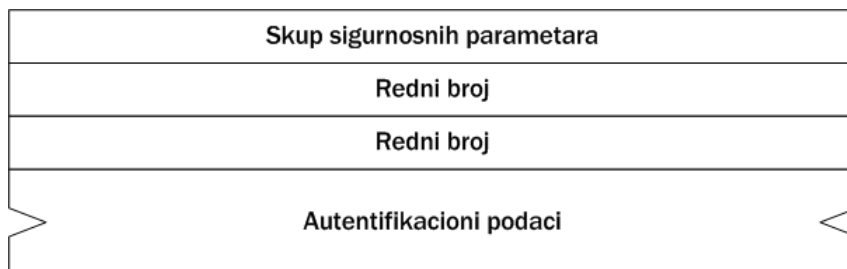 Skup sigurnosnih parametara
Redni broj
Redni broj
Autentifikacioni podaci